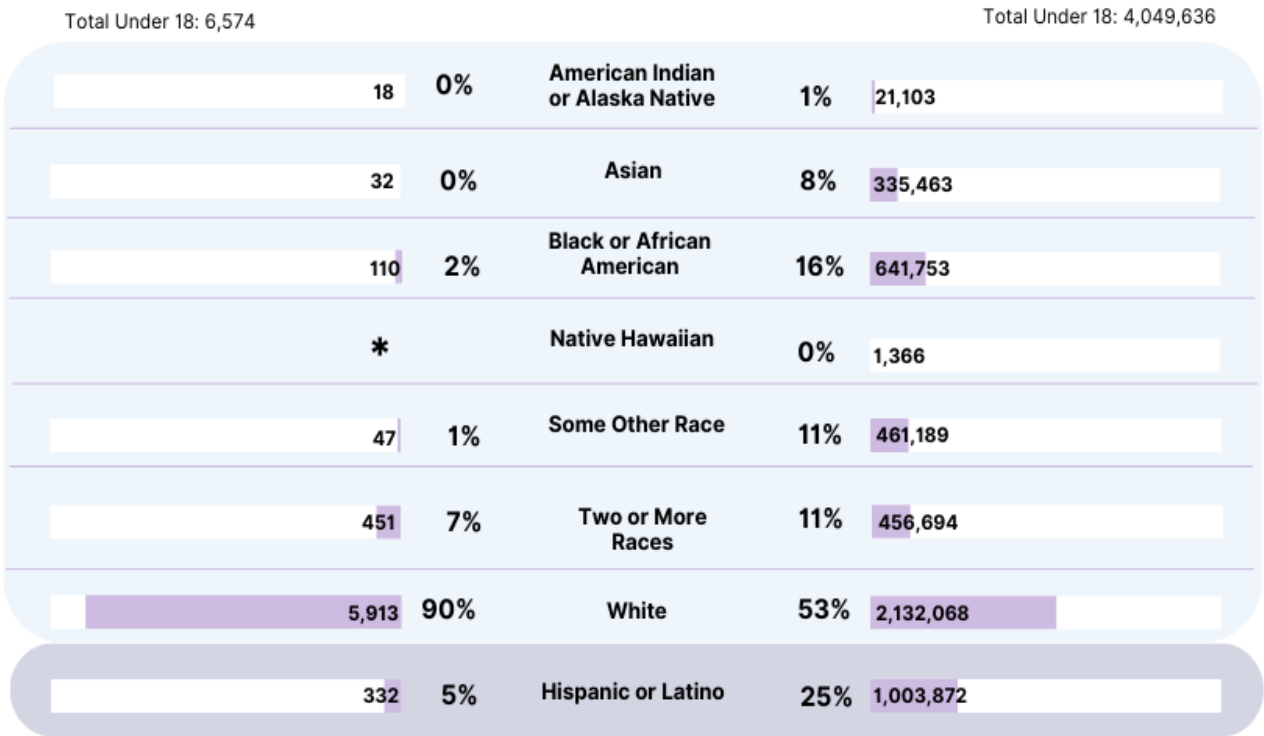 Total Under 18: 6,574
Total Under 18: 4,049,636
18 0% American Indian
or Alaska Native 1% 21,103
32 0% Asian 8% 335,463
110 2% Black or African
American 16% 641,753
* Native Hawaiian 0% 1,366
47 1% Some Other Race 11% 461,189
451 7% Two or More
Races 11% 456,694
5,913 90% White 53% 2,132,068
332 5% Hispanic or Latino 25% 1,003,872